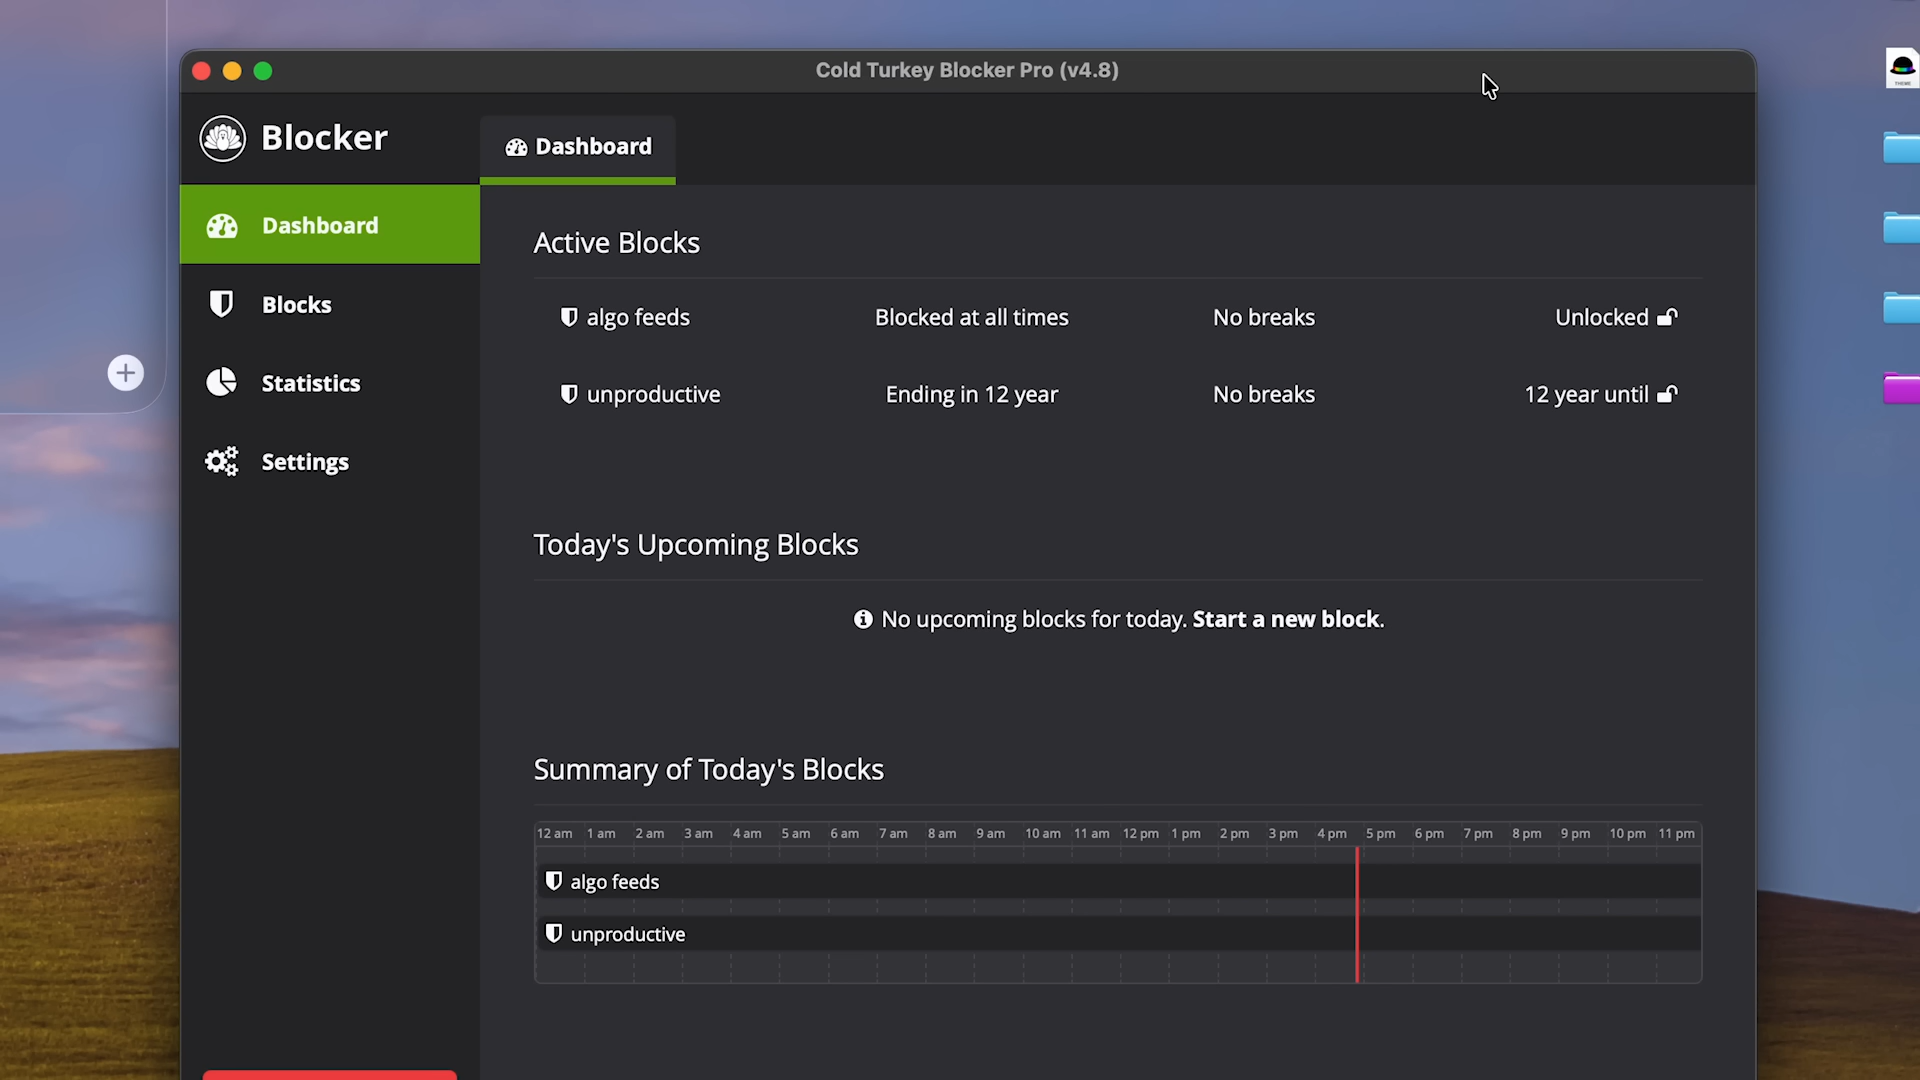 Cold Turkey Blocker Pro (v4.8)
Blocker
Dashboard
Dashboard
Blocks
Statistics
Settings
Active Blocks
algo feeds Blocked at all times No breaks Unlocked
unproductive Ending in 12 year No breaks 12 year until
Today's Upcoming Blocks
No upcoming blocks for today. Start a new block.
Summary of Today's Blocks
12 am 1 am 2 am 3 am 4 am 5 am 6 am 7 am 8 am 9 am 10 am 11 am 12 pm 1 pm 2 pm 3 pm 4 pm 5 pm 6 pm 7 pm 8 pm 9 pm 10 pm 11 pm
algo feeds
unproductive
THEME